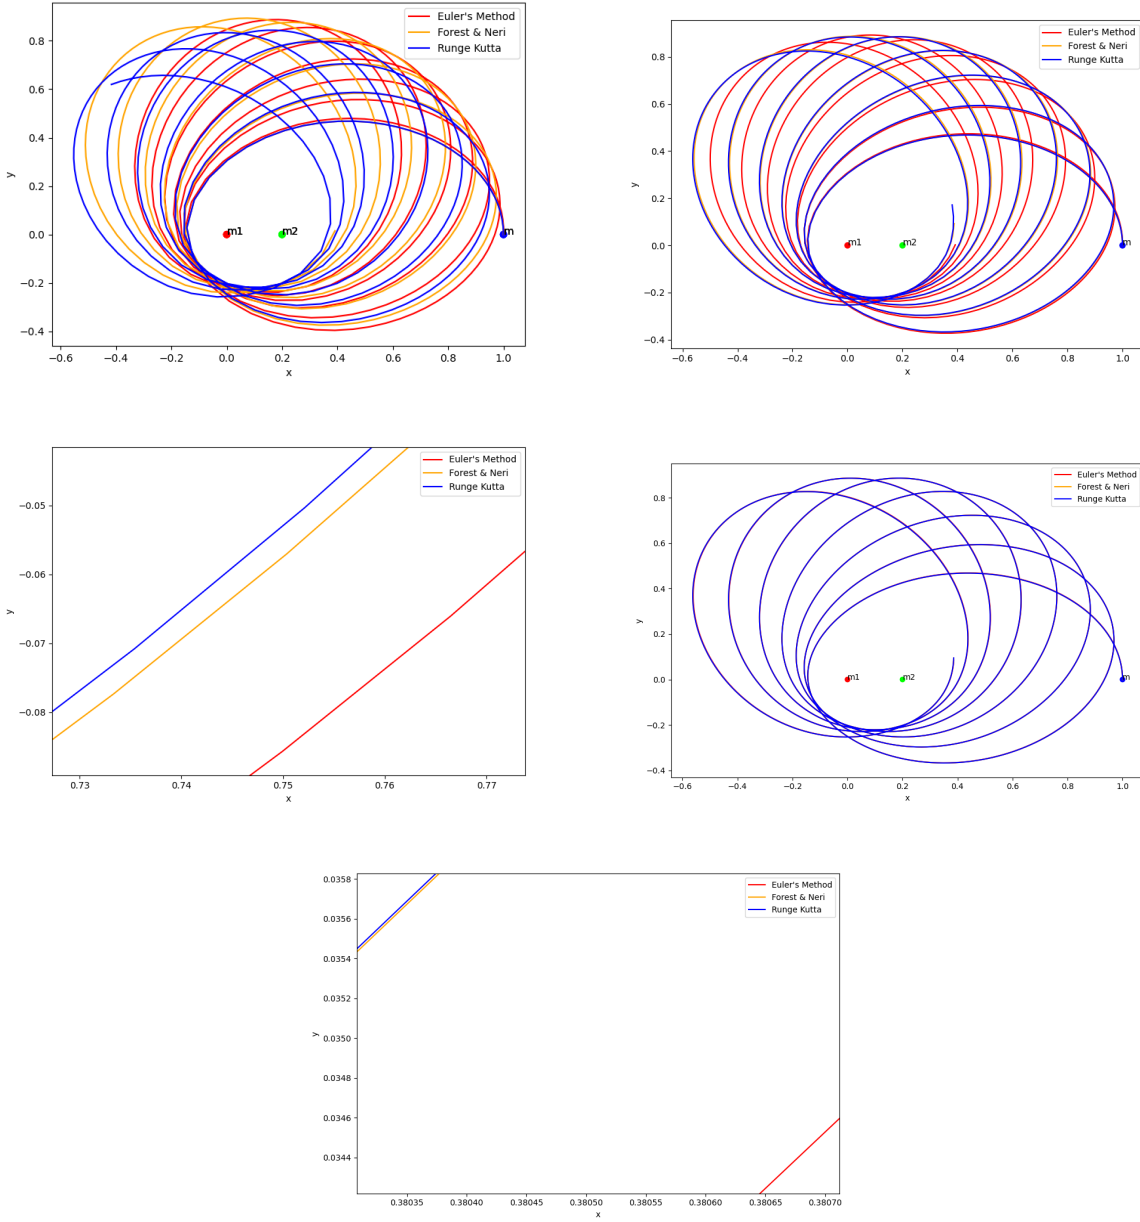 Euler's Method
Forest & Neri
Runge Kutta
0.8
0.6
0.4
0.2
0.0
−0.2
−0.4
y
m1
m2
m
−0.6
−0.4
−0.2
0.0
0.2
0.4
0.6
0.8
1.0
x
Euler's Method
Forest & Neri
Runge Kutta
0.8
0.6
0.4
0.2
0.0
−0.2
−0.4
y
m1
m2
m
−0.6
−0.4
−0.2
0.0
0.2
0.4
0.6
0.8
1.0
x
Euler's Method
Forest & Neri
Runge Kutta
−0.05
−0.06
−0.07
−0.08
y
0.73
0.74
0.75
0.76
0.77
x
Euler's Method
Forest & Neri
Runge Kutta
0.8
0.6
0.4
0.2
0.0
−0.2
−0.4
y
m1
m2
m
−0.6
−0.4
−0.2
0.0
0.2
0.4
0.6
0.8
1.0
x
Euler's Method
Forest & Neri
Runge Kutta
0.0358
0.0356
0.0354
0.0352
0.0350
0.0348
0.0346
0.0344
y
0.38035
0.38040
0.38045
0.38050
0.38055
0.38060
0.38065
0.38070
x